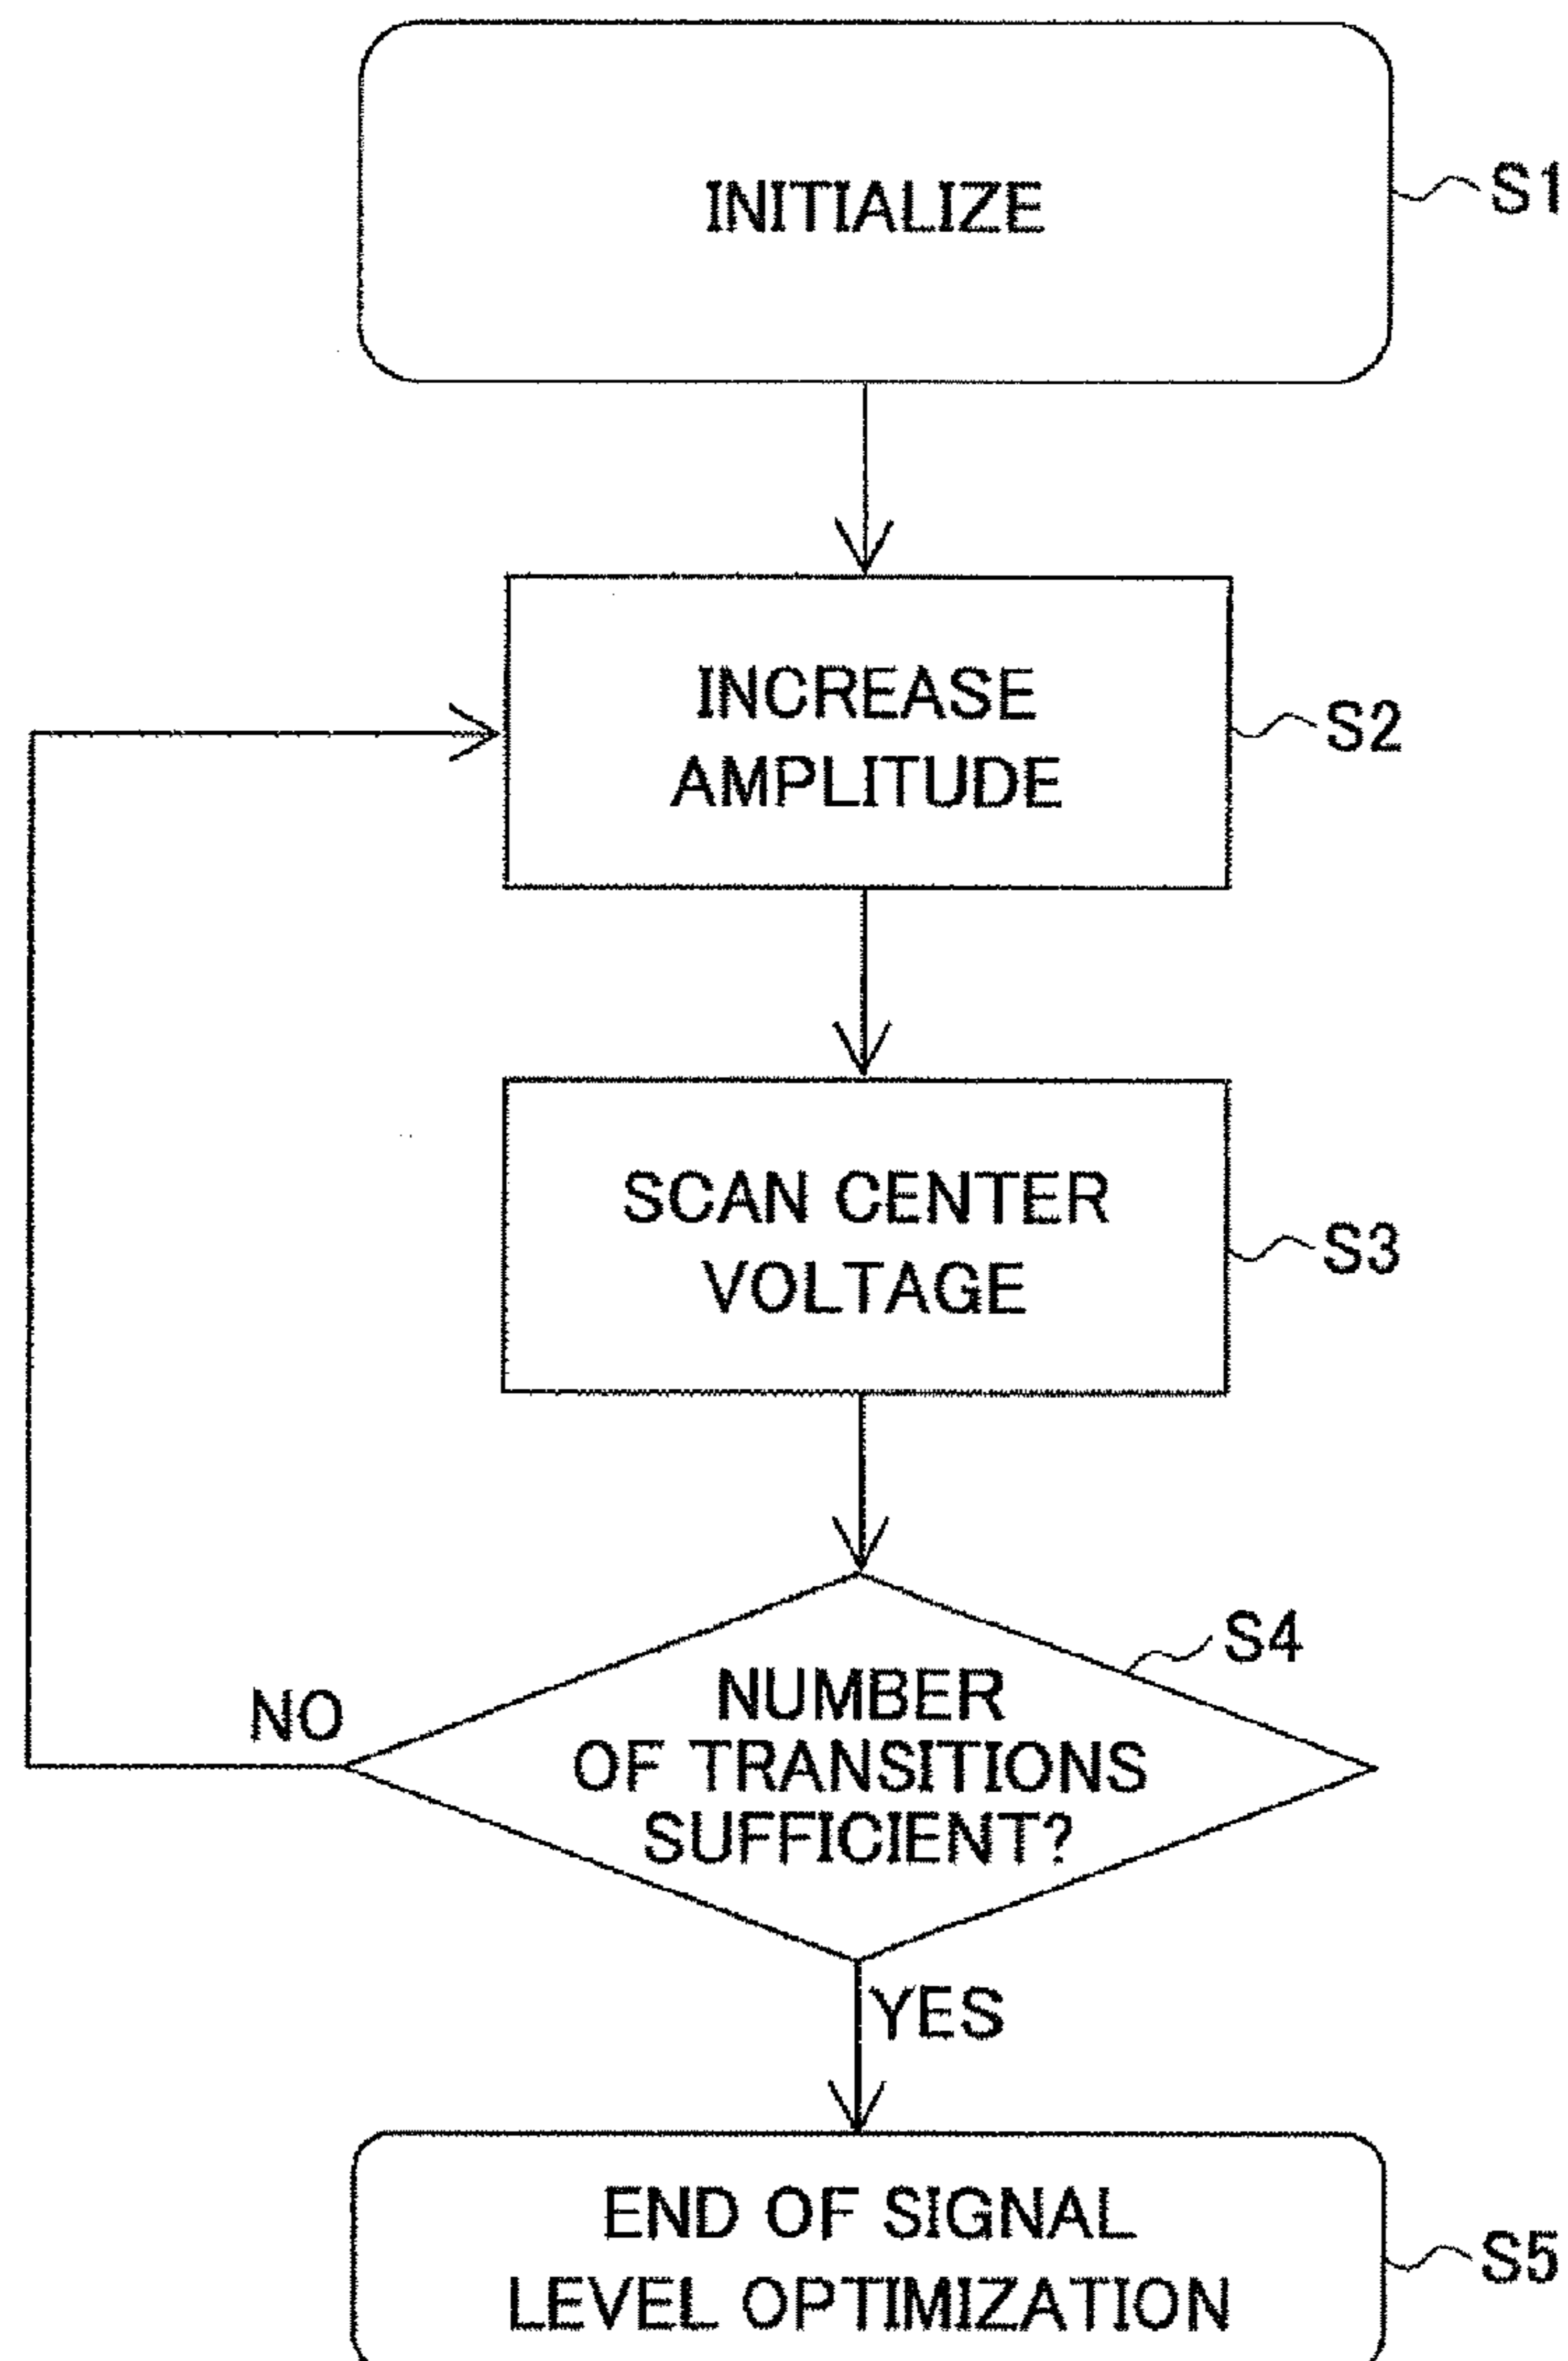 INITIALIZE
S1
INCREASE
AMPLITUDE
S2
SCAN CENTER
VOLTAGE
S3
S4
NUMBER
OF TRANSITIONS
SUFFICIENT?
NO
YES
END OF SIGNAL
LEVEL OPTIMIZATION
S5